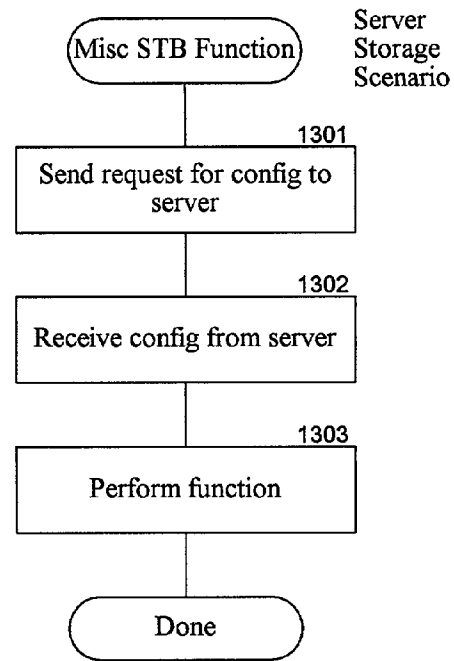 Misc STB Function
Server
Storage
Scenario
1301
Send request for config to
server
1302
Receive config from server
1303
Perform function
Done